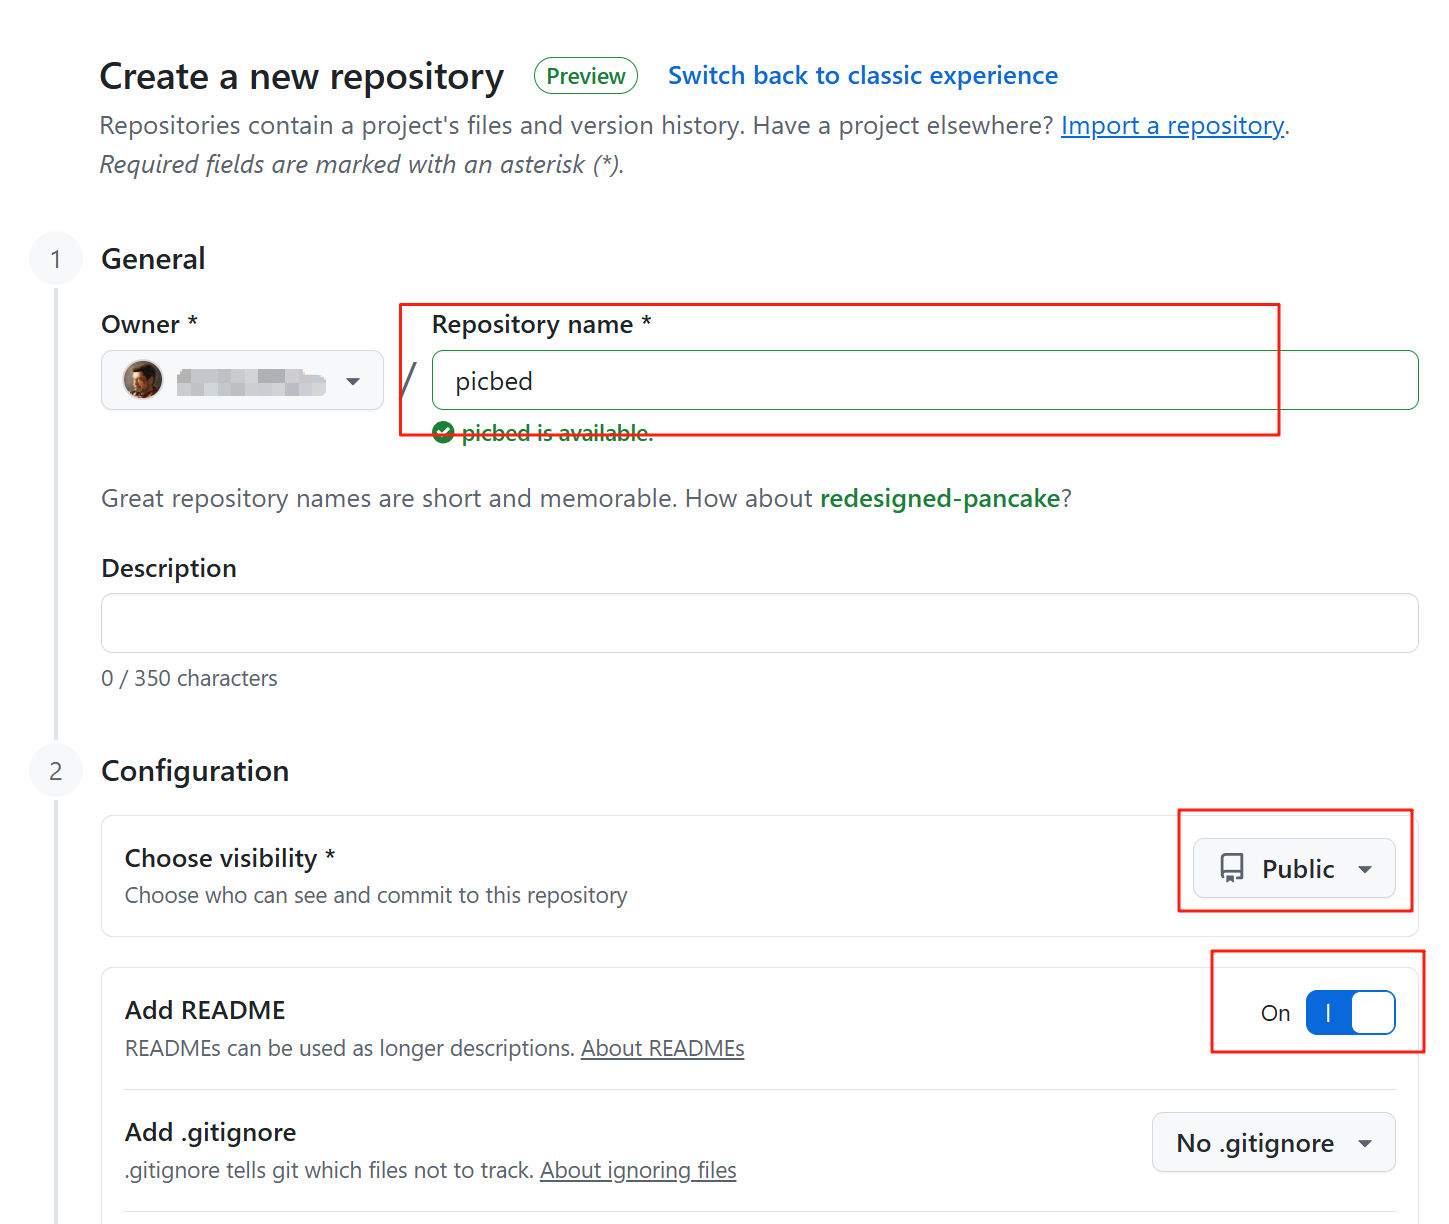 Create a new repository Preview Switch back to classic experience
Repositories contain a project's files and version history. Have a project elsewhere? Import a repository.
Required fields are marked with an asterisk (*).
1 General
Owner * Repository name *
/ picbed
picbed is available.
Great repository names are short and memorable. How about redesigned-pancake?
Description
0 / 350 characters
2 Configuration
Choose visibility * Public
Choose who can see and commit to this repository
Add README On
READMEs can be used as longer descriptions. About READMEs
Add .gitignore No .gitignore
.gitignore tells git which files not to track. About ignoring files